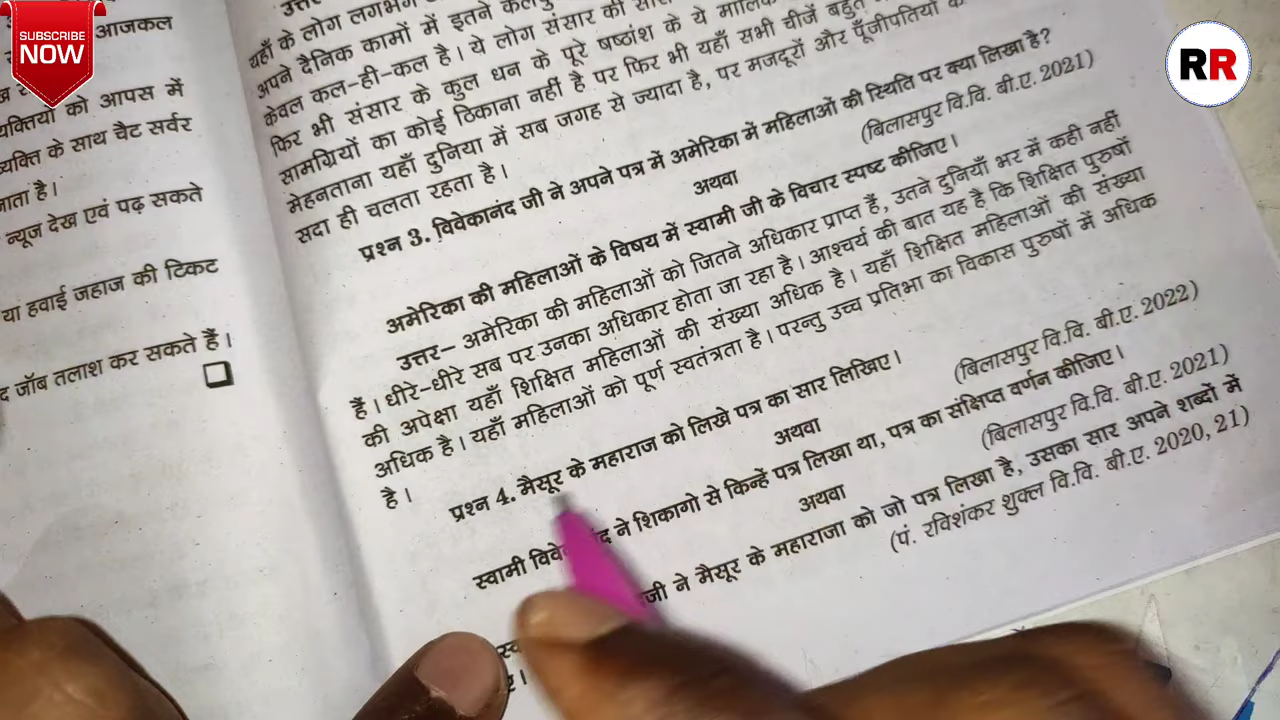 SUBSCRIBE
NOW
RR
आजकल
में
को आपस में
के साथ चैट सर्वर
जाता है।
न्यूज देख एवं पढ़ सकते
यां हवाई जहाज की टिकट
जॉब तलाश कर सकते हैं।
यहाँ के लोग लगभग
अपने दैनिक कामों में इतने
केवल कल-ही-कल है। ये लोग संसार की
फिर भी संसार के कुल धन के पूरे षष्ठांश के ये
सामग्रियों का कोई ठिकाना नहीं है पर फिर भी यहाँ सभी चीजें बहुत
मेहनताना यहाँ दुनिया में सब जगह से ज्यादा है, पर मजदूरों और पूँजीपतियों
सदा ही चलता रहता है।
प्रश्न 3. विवेकानंद जी ने अपने पत्र में अमेरिका में महिलाओं की स्थिति पर क्या लिखा है?
(बिलासपुर वि.वि. बी.ए. 2021)
अथवा
अमेरिका की महिलाओं के विषय में स्वामी जी के विचार स्पष्ट कीजिए।
उत्तर– अमेरिका की महिलाओं को जितने अधिकार प्राप्त हैं, उतने दुनियाँ भर में कही नहीं
हैं। धीरे-धीरे सब पर उनका अधिकार होता जा रहा है। आश्चर्य की बात यह है कि शिक्षित पुरुषों
की अपेक्षा यहाँ शिक्षित महिलाओं की संख्या अधिक है। यहाँ शिक्षित महिलाओं की संख्या
अधिक है। यहाँ महिलाओं को पूर्ण स्वतंत्रता है। परन्तु उच्च प्रतिभा का विकास पुरुषों में अधिक
है।
प्रश्न 4. मैसूर के महाराज को लिखे पत्र का सार लिखिए।
(बिलासपुर वि.वि. बी.ए. 2022)
अथवा
स्वामी ने शिकागो से किन्हें पत्र लिखा था, पत्र का संक्षिप्त वर्णन कीजिए।
(बिलासपुर वि.वि. बी.ए. 2021)
अथवा
जी ने मैसूर के महाराजा को जो पत्र लिखा है, उसका सार अपने शब्दों में
(पं. रविशंकर शुक्ल वि.वि. बी.ए. 2020, 21)